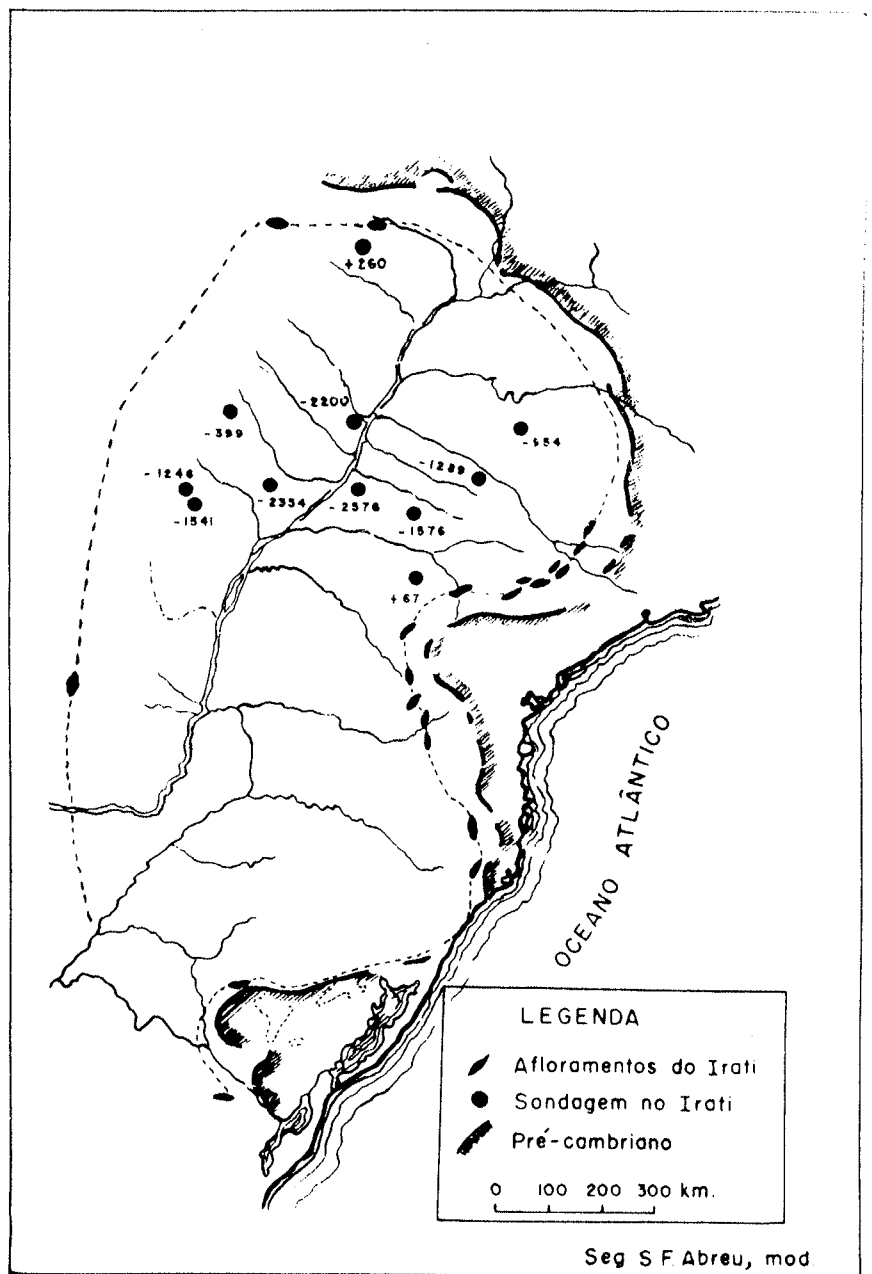 +260
-2200
-399
-1289
-1246
-1541
-2354
-2576
-1576
+67
OCEANO ATLÂNTICO
LEGENDA
Afloramentos do Irati
Sondagem no Irati
Pré-cambriano
0 100 200 300 km.
Seg S F. Abreu, mod